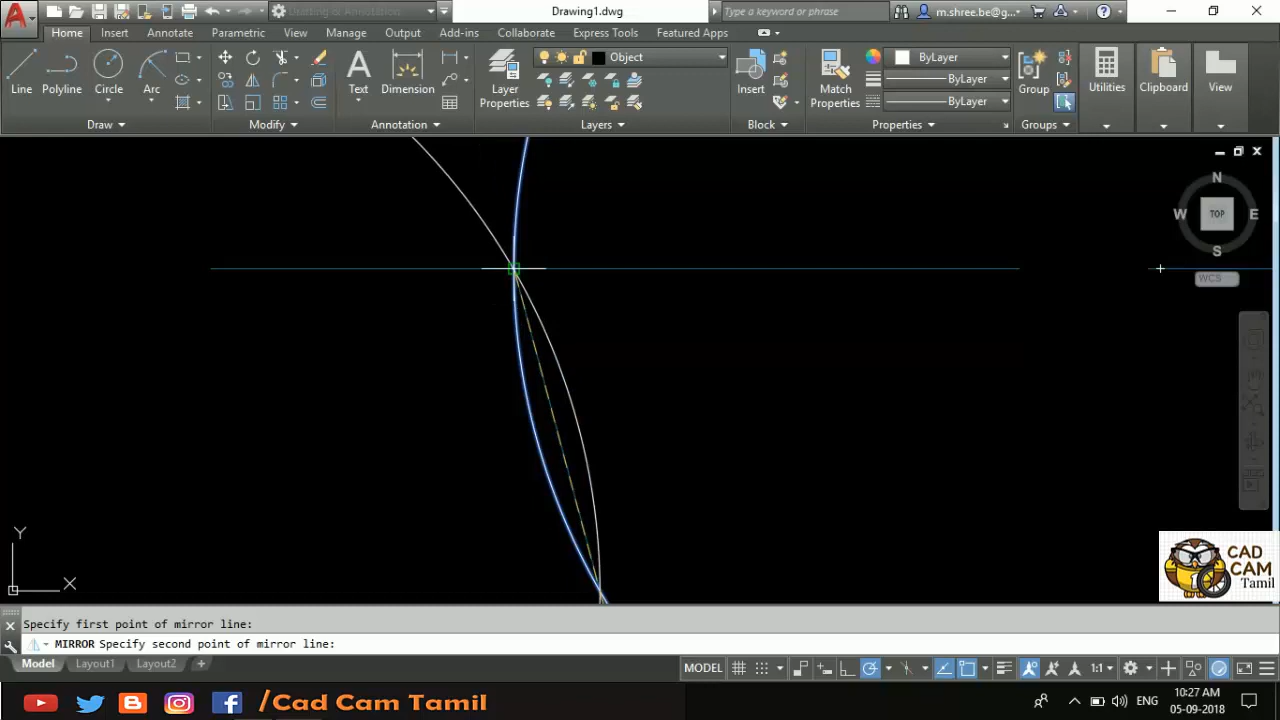 A
Drafting & Annotation
Drawing1.dwg
Type a keyword or phrase
m.shree.be@g...
Home Insert Annotate Parametric View Manage Output Add-ins Collaborate Express Tools Featured Apps
Line Polyline Circle Arc
Text Dimension
Layer Properties
Object
Insert
Match Properties
ByLayer
ByLayer
ByLayer
Group
Utilities Clipboard View
Draw Modify Annotation Layers Block Properties Groups
N
W TOP E
S
WCS
Y
X
CAD
CAM
Tamil
Specify first point of mirror line:
MIRROR Specify second point of mirror line:
Model Layout1 Layout2 +
MODEL 1:1
/Cad Cam Tamil
ENG
10:27 AM
05-09-2018